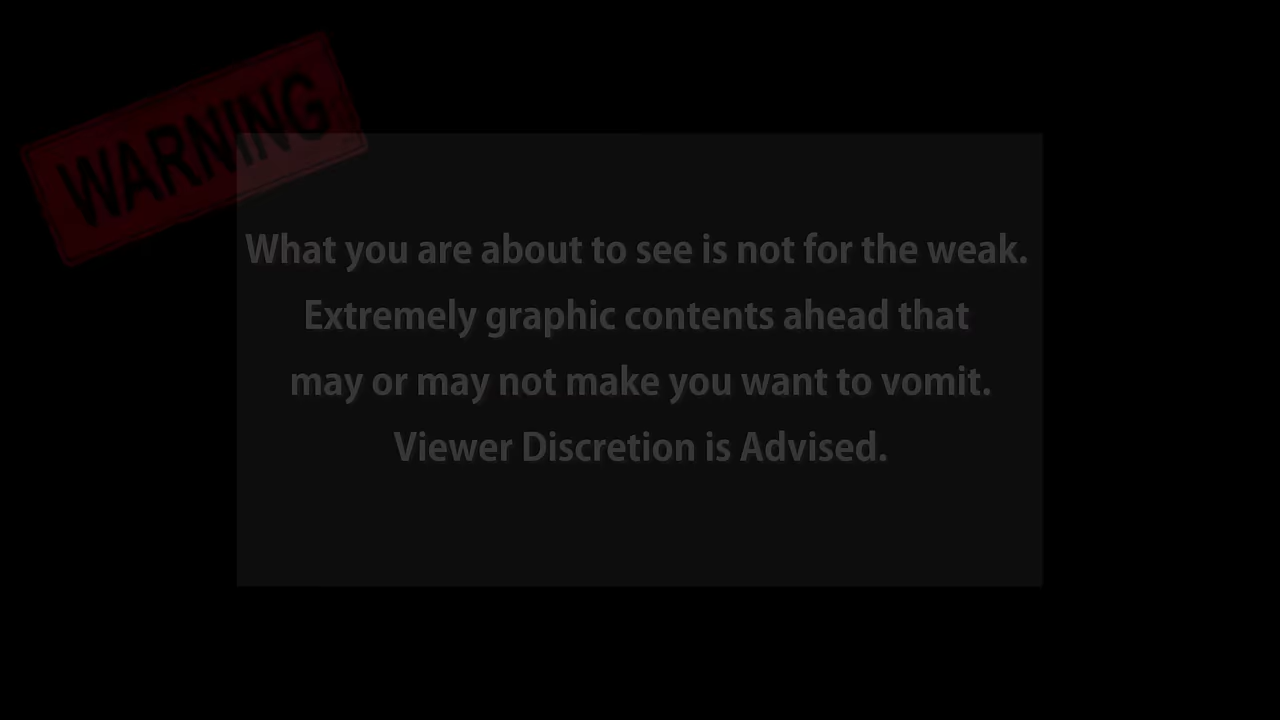 WARNING
What you are about to see is not for the weak.
Extremely graphic contents ahead that
may or may not make you want to vomit.
Viewer Discretion is Advised.